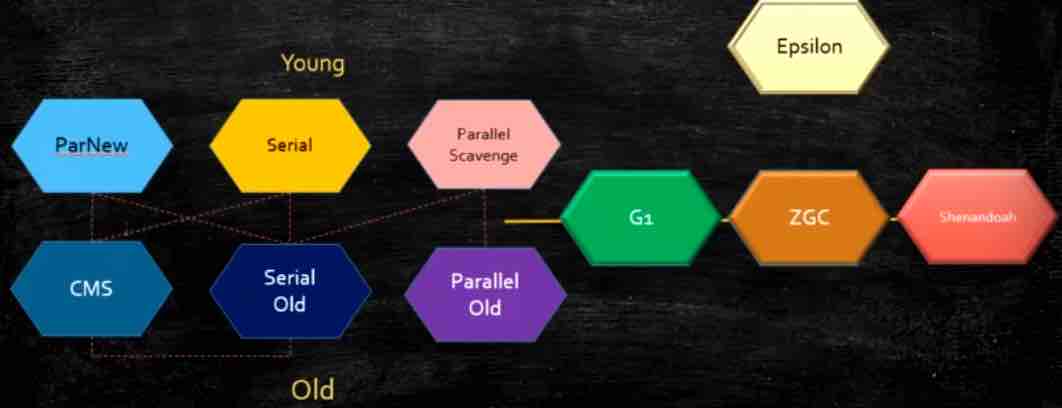 Epsilon
Young
ParNew
Serial
Parallel
Scavenge
G1
ZGC
Shenandoah
CMS
Serial
Old
Parallel
Old
Old